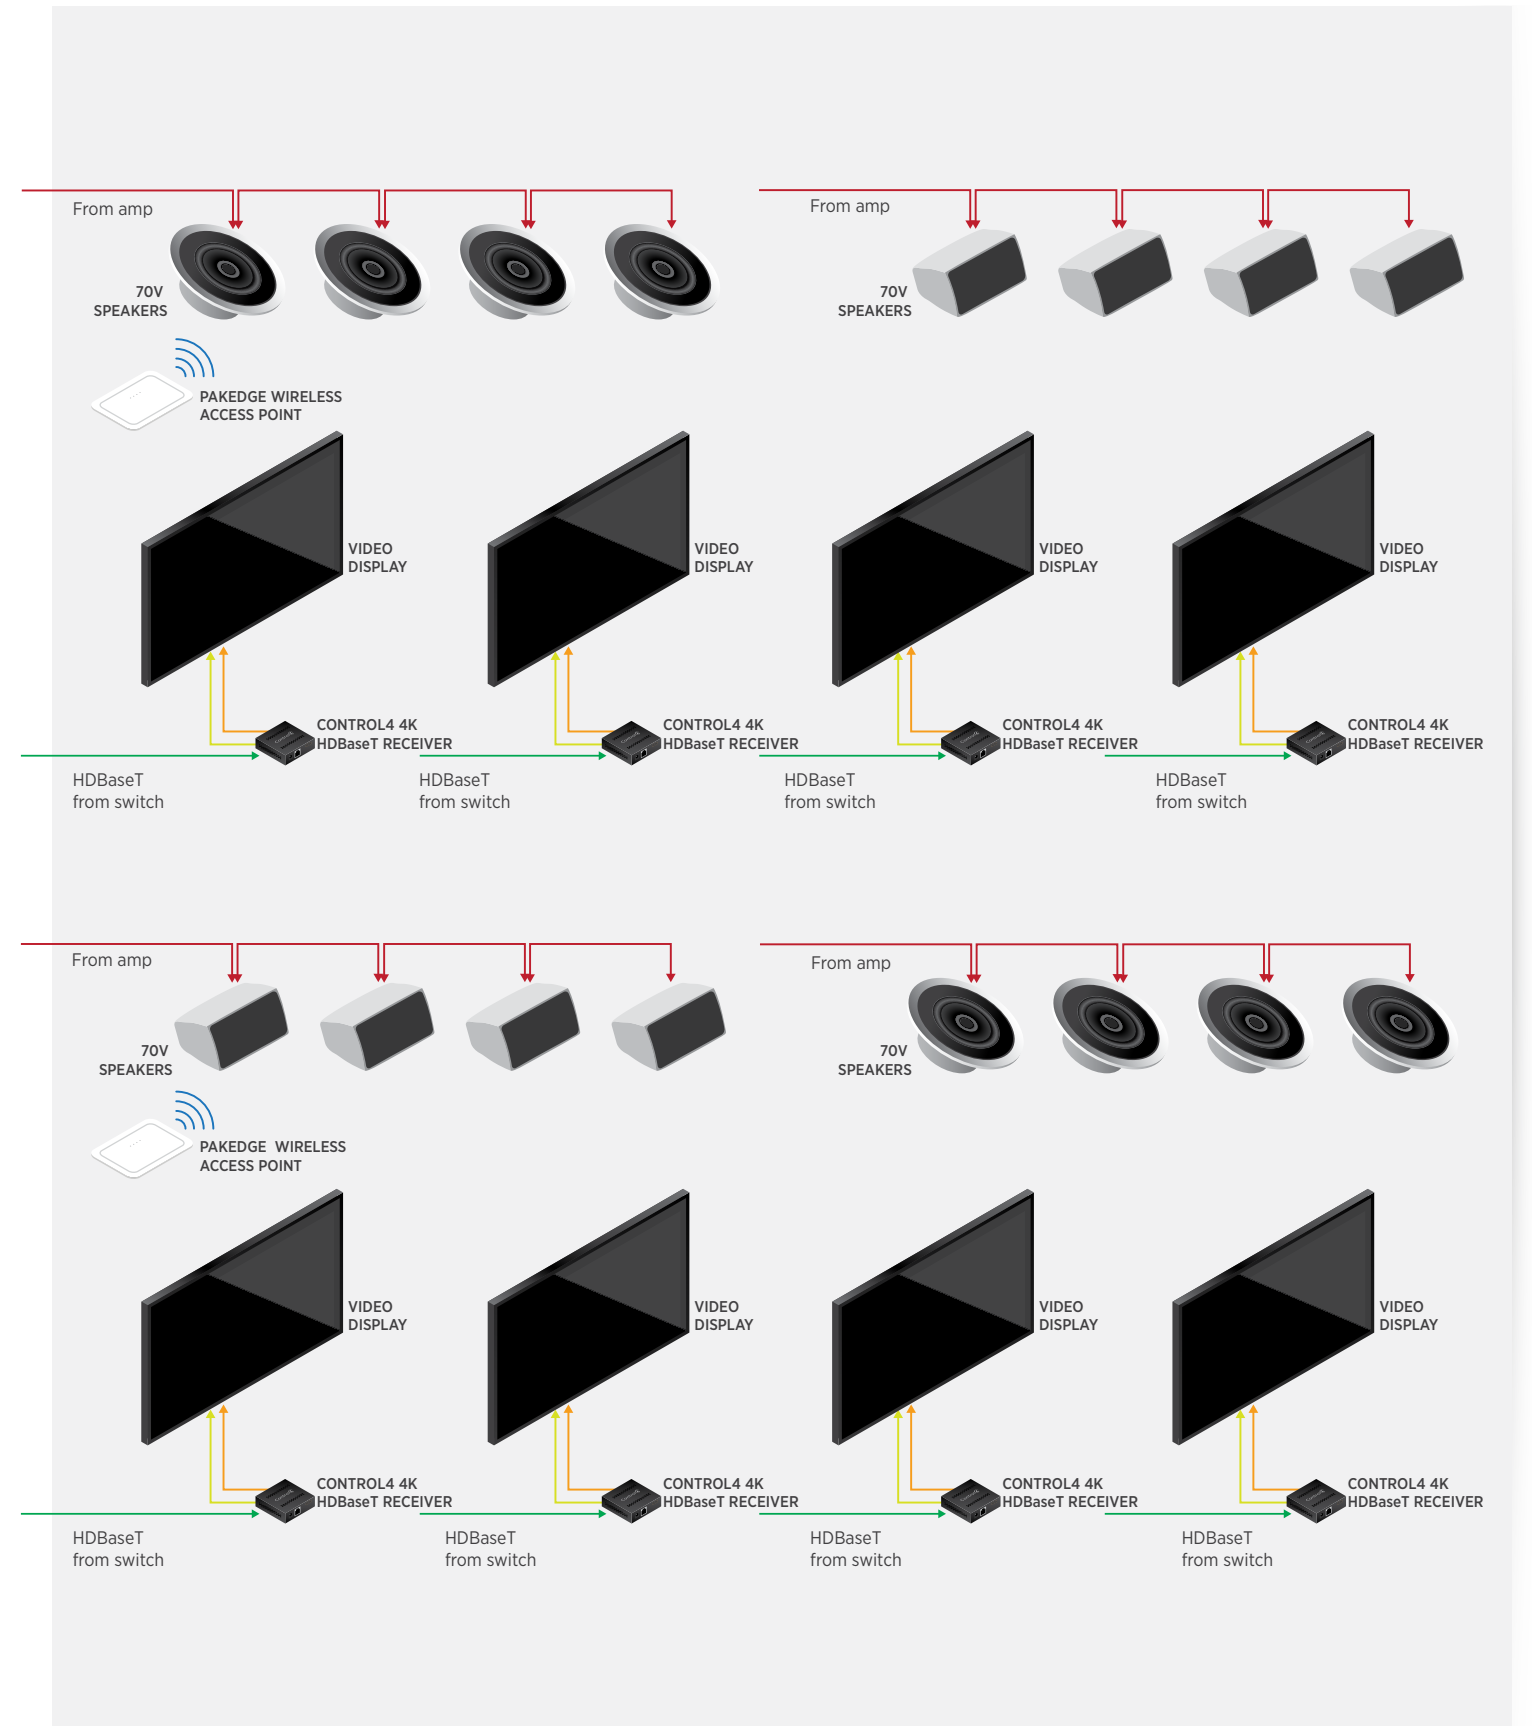 From amp
From amp
70V
SPEAKERS
70V
SPEAKERS
PAKEDGE WIRELESS
ACCESS POINT
VIDEO
DISPLAY
VIDEO
DISPLAY
VIDEO
DISPLAY
VIDEO
DISPLAY
CONTROL4 4K
HDBaseT RECEIVER
CONTROL4 4K
HDBaseT RECEIVER
CONTROL4 4K
HDBaseT RECEIVER
CONTROL4 4K
HDBaseT RECEIVER
HDBaseT
from switch
HDBaseT
from switch
HDBaseT
from switch
HDBaseT
from switch
From amp
From amp
70V
SPEAKERS
70V
SPEAKERS
PAKEDGE  WIRELESS
ACCESS POINT
VIDEO
DISPLAY
VIDEO
DISPLAY
VIDEO
DISPLAY
VIDEO
DISPLAY
CONTROL4 4K
HDBaseT RECEIVER
CONTROL4 4K
HDBaseT RECEIVER
CONTROL4 4K
HDBaseT RECEIVER
CONTROL4 4K
HDBaseT RECEIVER
HDBaseT
from switch
HDBaseT
from switch
HDBaseT
from switch
HDBaseT
from switch